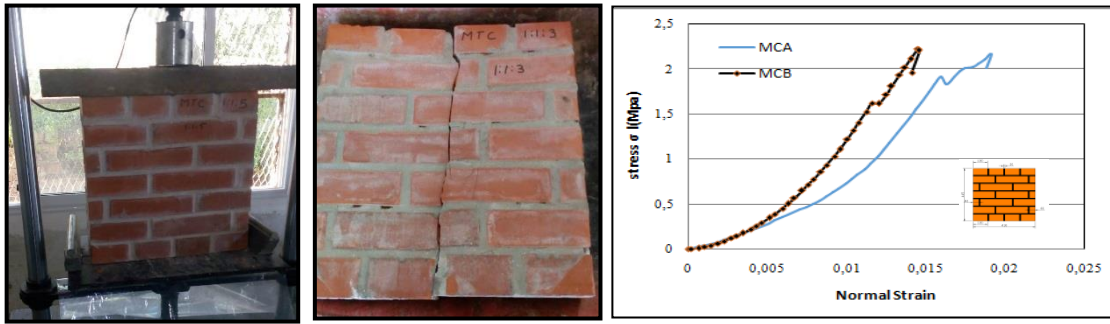 MTC 1:1:5
MTC 1:1:3
1:1:3
2,5
2
1,5
1
0,5
0
MCA
MCB
stress σ l(Mpa)
0 0,005 0,01 0,015 0,02 0,025
Normal Strain